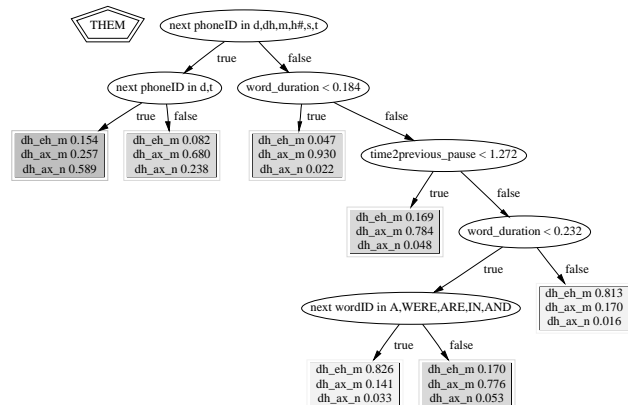 THEM
next phoneID in d,dh,m,h#,s,t
true
false
next phoneID in d,t
word_duration < 0.184
true
false
true
false
dh_eh_m 0.154
dh_ax_m 0.257
dh_ax_n 0.589
dh_eh_m 0.082
dh_ax_m 0.680
dh_ax_n 0.238
dh_eh_m 0.047
dh_ax_m 0.930
dh_ax_n 0.022
time2previous_pause < 1.272
true
false
dh_eh_m 0.169
dh_ax_m 0.784
dh_ax_n 0.048
word_duration < 0.232
true
false
next wordID in A,WERE,ARE,IN,AND
dh_eh_m 0.813
dh_ax_m 0.170
dh_ax_n 0.016
true
false
dh_eh_m 0.826
dh_ax_m 0.141
dh_ax_n 0.033
dh_eh_m 0.170
dh_ax_m 0.776
dh_ax_n 0.053